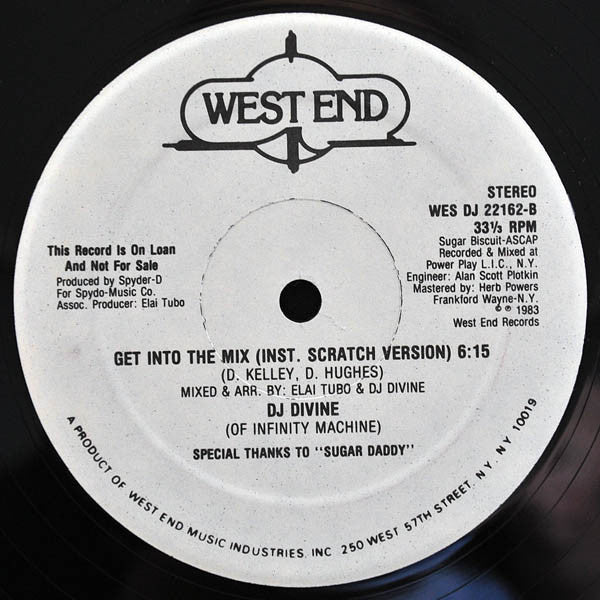 WEST END
STEREO
WES DJ 22162-B
33⅓ RPM
Sugar Biscuit-ASCAP
Recorded & Mixed at
Power Play L.I.C., N.Y.
Engineer: Alan Scott Plotkin
Mastered by: Herb Powers
Frankford Wayne-N.Y.
© ℗ 1983
West End Records
This Record Is On Loan
And Not For Sale
Produced by Spyder-D
For Spydo-Music Co.
Assoc. Producer: Elai Tubo
GET INTO THE MIX (INST. SCRATCH VERSION) 6:15
(D. KELLEY, D. HUGHES)
MIXED & ARR. BY: ELAI TUBO & DJ DIVINE
DJ DIVINE
(OF INFINITY MACHINE)
SPECIAL THANKS TO "SUGAR DADDY"
A PRODUCT OF WEST END MUSIC INDUSTRIES, INC 250 WEST 57TH STREET, NY, NY 10019